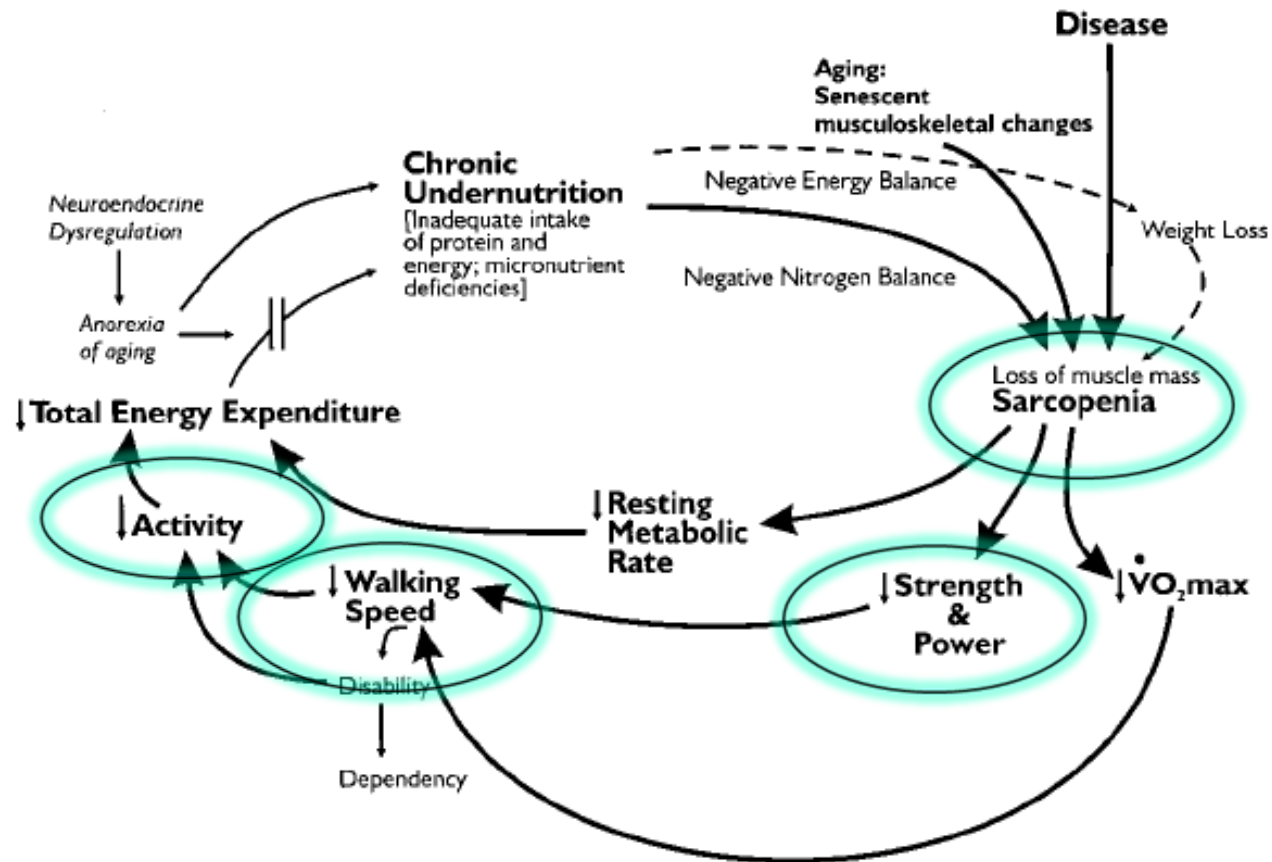 Disease
Aging:
Senescent
musculoskeletal changes
Chronic
Undernutrition
[Inadequate intake
of protein and
energy; micronutrient
deficiencies]
Negative Energy Balance
Negative Nitrogen Balance
Weight Loss
Neuroendocrine
Dysregulation
Anorexia
of aging
Loss of muscle mass
Sarcopenia
↓Total Energy Expenditure
↓Activity
↓Resting
Metabolic
Rate
↓Walking
Speed
↓Strength
&
Power
↓V̇O₂max
Disability
Dependency